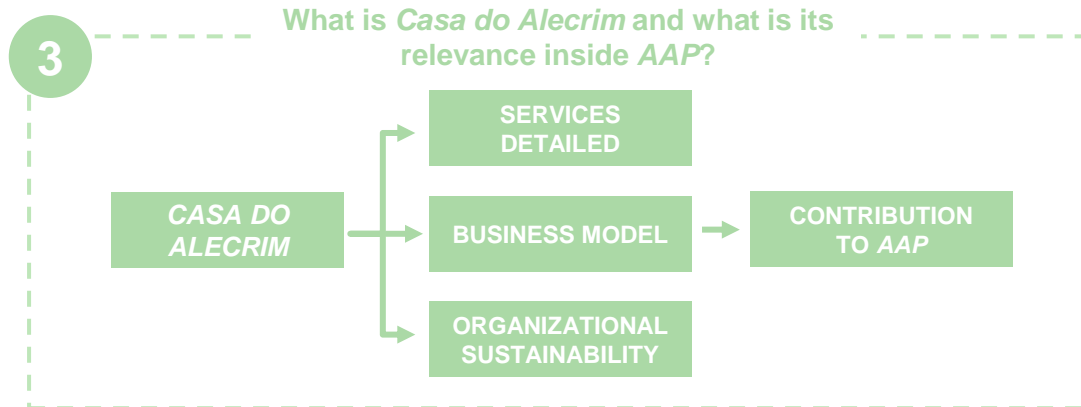 What is Casa do Alecrim and what is its
relevance inside AAP?
3
SERVICES
DETAILED
CASA DO
ALECRIM
BUSINESS MODEL
CONTRIBUTION
TO AAP
ORGANIZATIONAL
SUSTAINABILITY